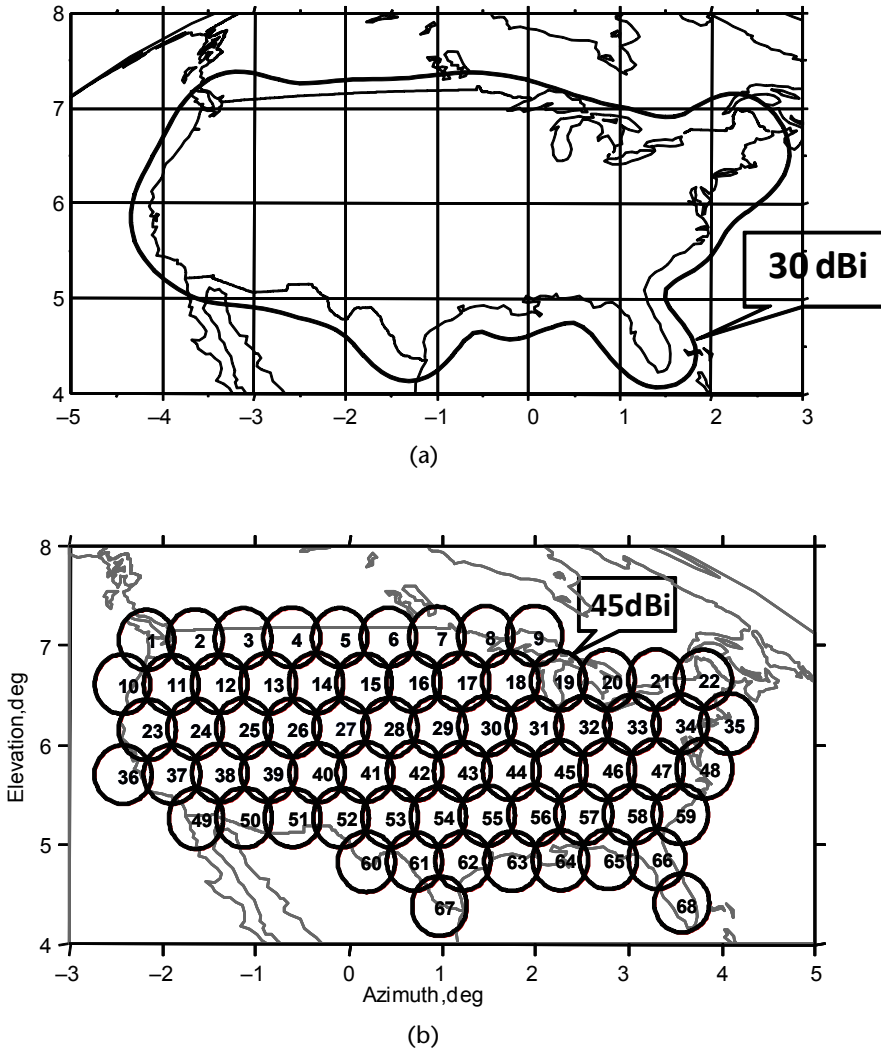 8
7
6
5
4
30 dBi
–5 –4 –3 –2 –1 0 1 2 3
(a)
8
7
6
5
4
Elevation,deg
45dBi
1 2 3 4 5 6 7 8 9
10 11 12 13 14 15 16 17 18 19 20 21 22
23 24 25 26 27 28 29 30 31 32 33 34 35
36 37 38 39 40 41 42 43 44 45 46 47 48
49 50 51 52 53 54 55 56 57 58 59
60 61 62 63 64 65 66
67 68
–3 –2 –1 0 1 2 3 4 5
Azimuth,deg
(b)